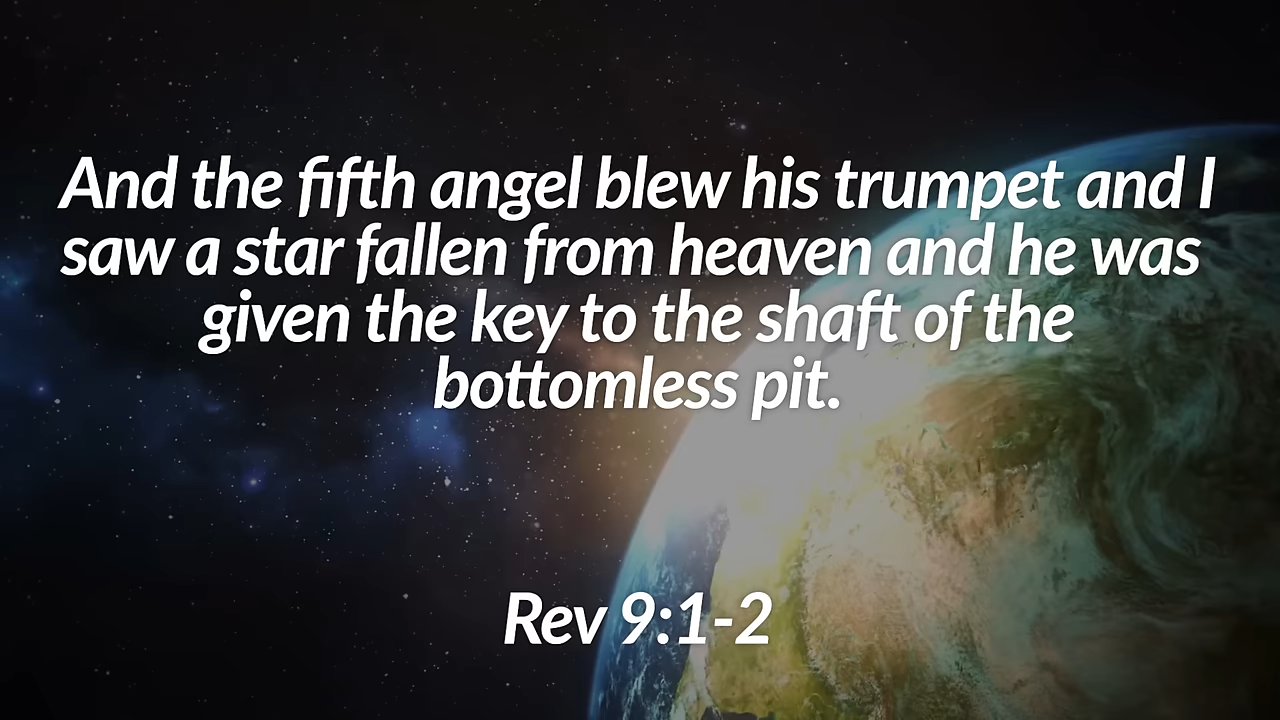 And the fifth angel blew his trumpet and I
saw a star fallen from heaven and he was
given the key to the shaft of the
bottomless pit.
Rev 9:1-2